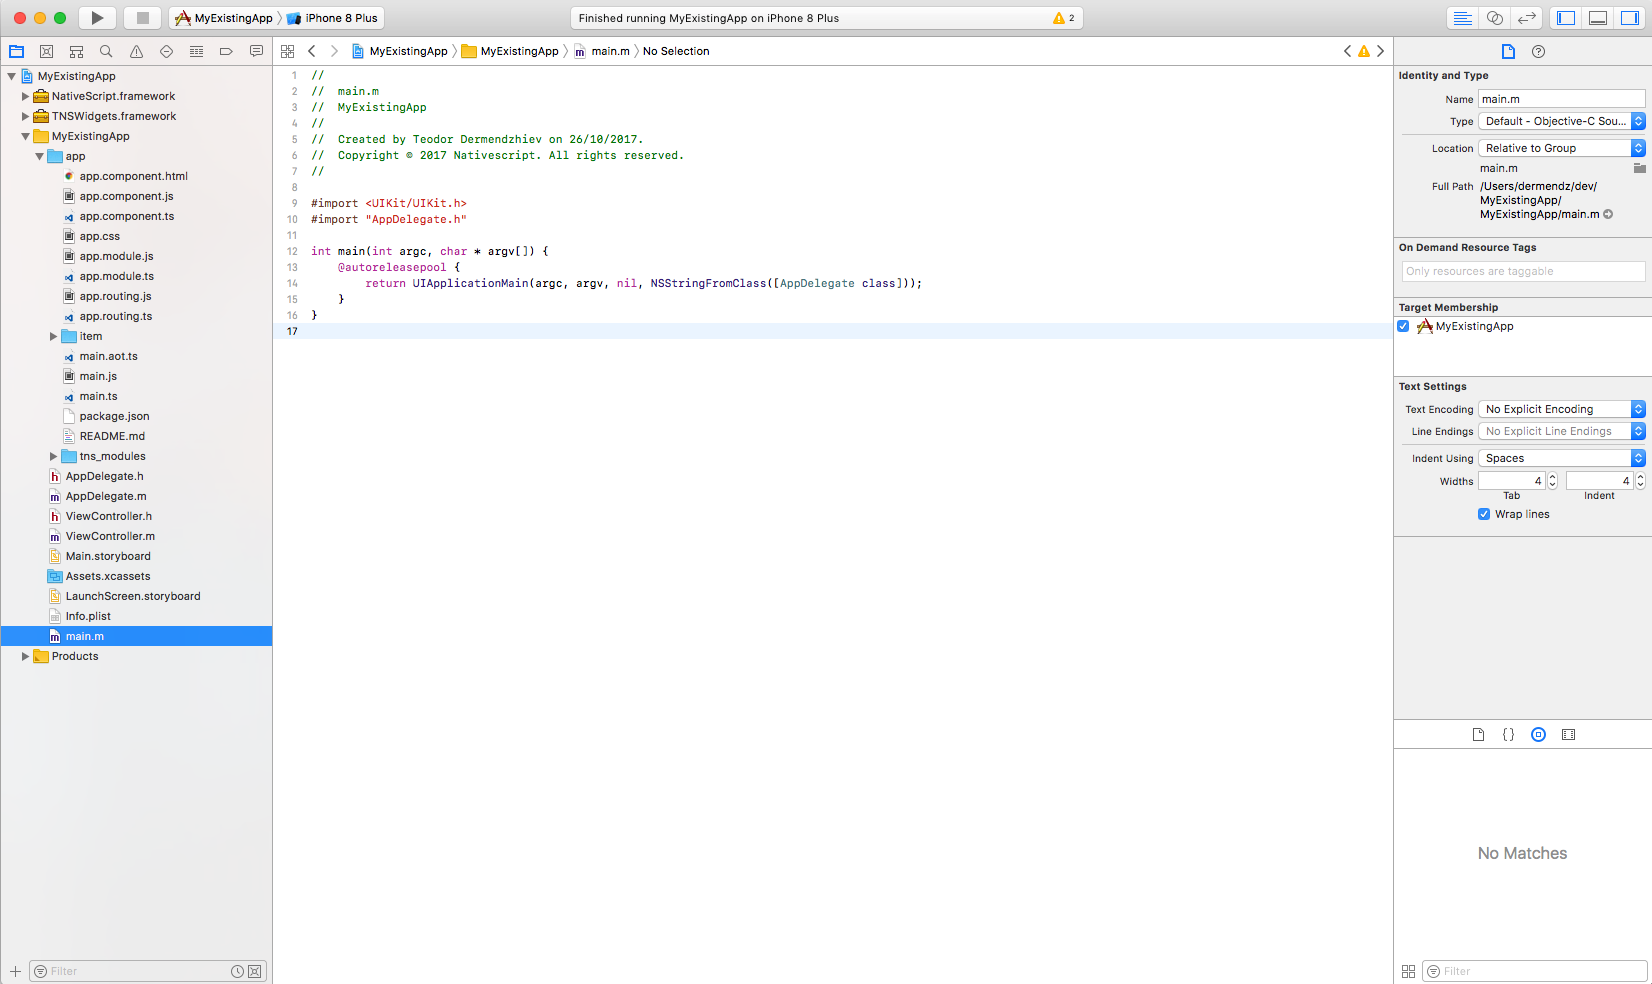 MyExistingApp iPhone 8 Plus
Finished running MyExistingApp on iPhone 8 Plus 2
MyExistingApp
NativeScript.framework
TNSWidgets.framework
MyExistingApp
app
app.component.html
app.component.js
app.component.ts
app.css
app.module.js
app.module.ts
app.routing.js
app.routing.ts
item
main.aot.ts
main.js
main.ts
package.json
README.md
tns_modules
AppDelegate.h
AppDelegate.m
ViewController.h
ViewController.m
Main.storyboard
Assets.xcassets
LaunchScreen.storyboard
Info.plist
main.m
Products
Filter
MyExistingApp MyExistingApp main.m No Selection
1 //
2 //  main.m
3 //  MyExistingApp
4 //
5 //  Created by Teodor Dermendzhiev on 26/10/2017.
6 //  Copyright © 2017 Nativescript. All rights reserved.
7 //
8
9 #import <UIKit/UIKit.h>
10 #import "AppDelegate.h"
11
12 int main(int argc, char * argv[]) {
13     @autoreleasepool {
14         return UIApplicationMain(argc, argv, nil, NSStringFromClass([AppDelegate class]));
15     }
16 }
17
Identity and Type
Name main.m
Type Default - Objective-C Sou...
Location Relative to Group
main.m
Full Path /Users/dermendz/dev/
MyExistingApp/
MyExistingApp/main.m
On Demand Resource Tags
Only resources are taggable
Target Membership
MyExistingApp
Text Settings
Text Encoding No Explicit Encoding
Line Endings No Explicit Line Endings
Indent Using Spaces
Widths 4 4
Tab Indent
Wrap lines
{}
No Matches
Filter